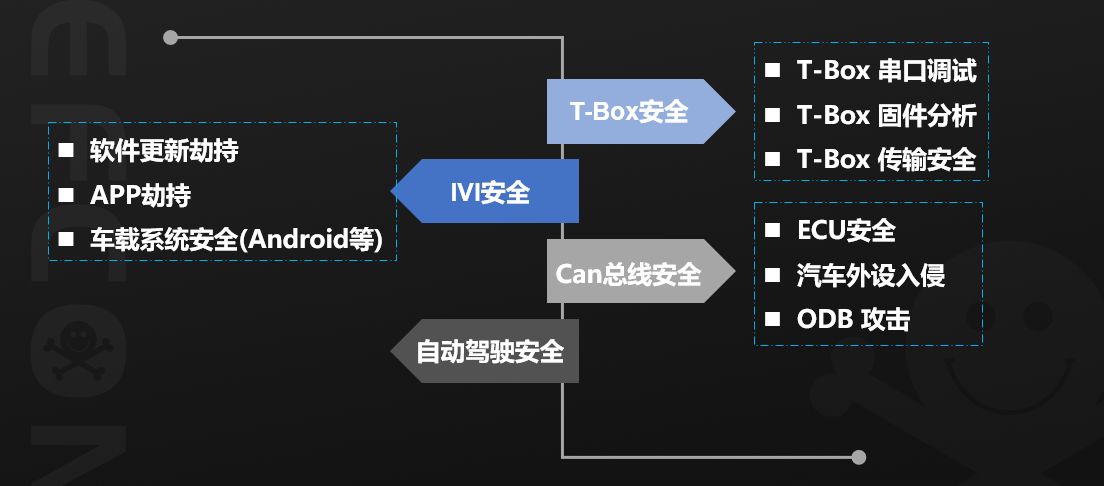 T-Box安全
T-Box 串口调试
T-Box 固件分析
T-Box 传输安全
IVI安全
软件更新劫持
APP劫持
车载系统安全(Android等)
Can总线安全
ECU安全
汽车外设入侵
ODB 攻击
自动驾驶安全